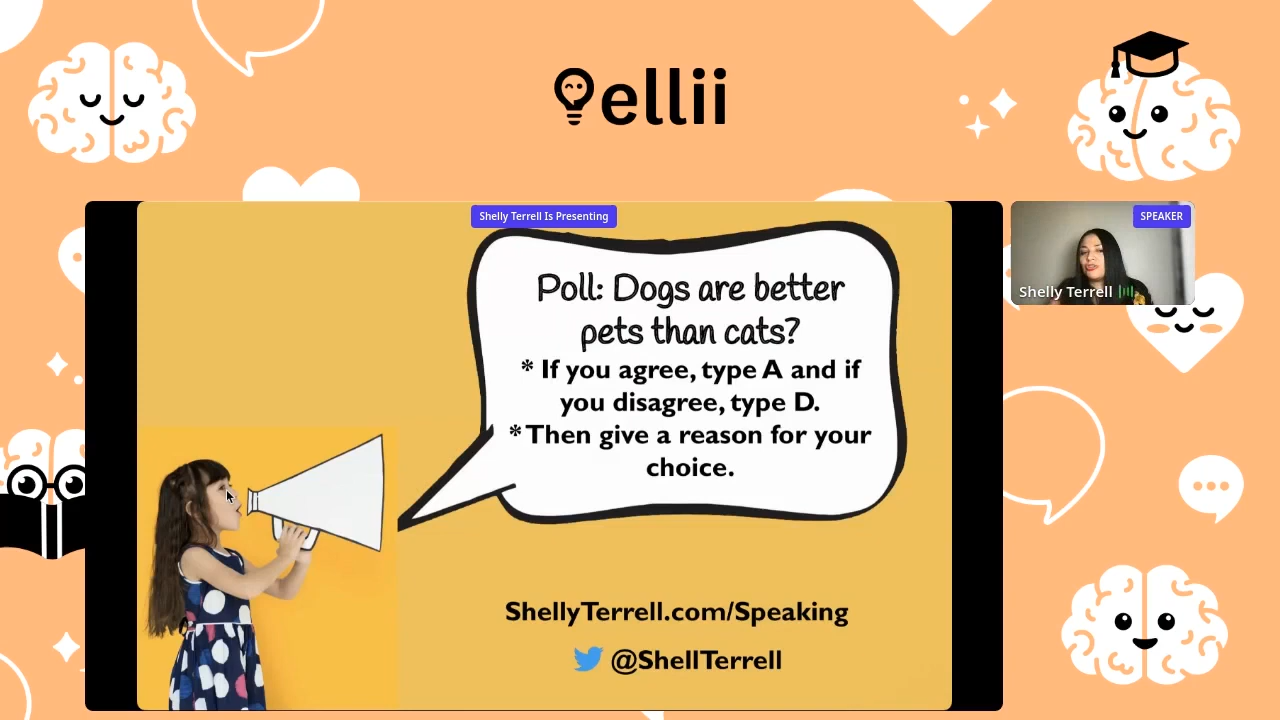 ellii
Shelly Terrell Is Presenting
SPEAKER
Shelly Terrell
Poll: Dogs are better
pets than cats?
* If you agree, type A and if
you disagree, type D.
* Then give a reason for your
choice.
ShellyTerrell.com/Speaking
@ShellTerrell